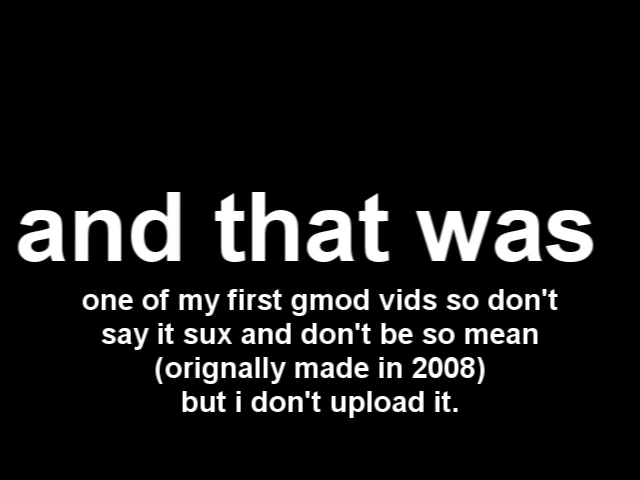 and that was
one of my first gmod vids so don't
say it sux and don't be so mean
(orignally made in 2008)
but i don't upload it.